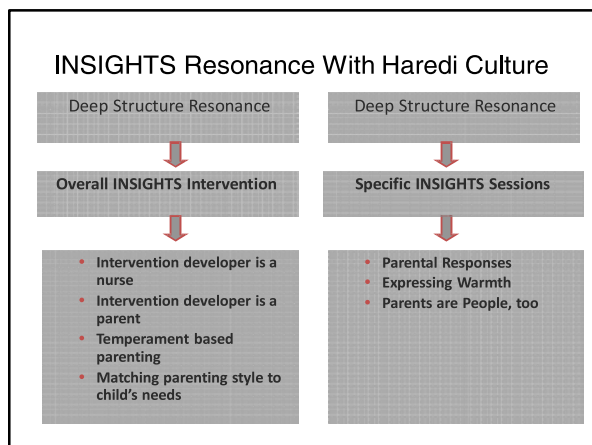 INSIGHTS Resonance With Haredi Culture
Deep Structure Resonance
Overall INSIGHTS Intervention
• Intervention developer is a
nurse
• Intervention developer is a
parent
• Temperament based
parenting
• Matching parenting style to
child's needs
Deep Structure Resonance
Specific INSIGHTS Sessions
• Parental Responses
• Expressing Warmth
• Parents are People, too